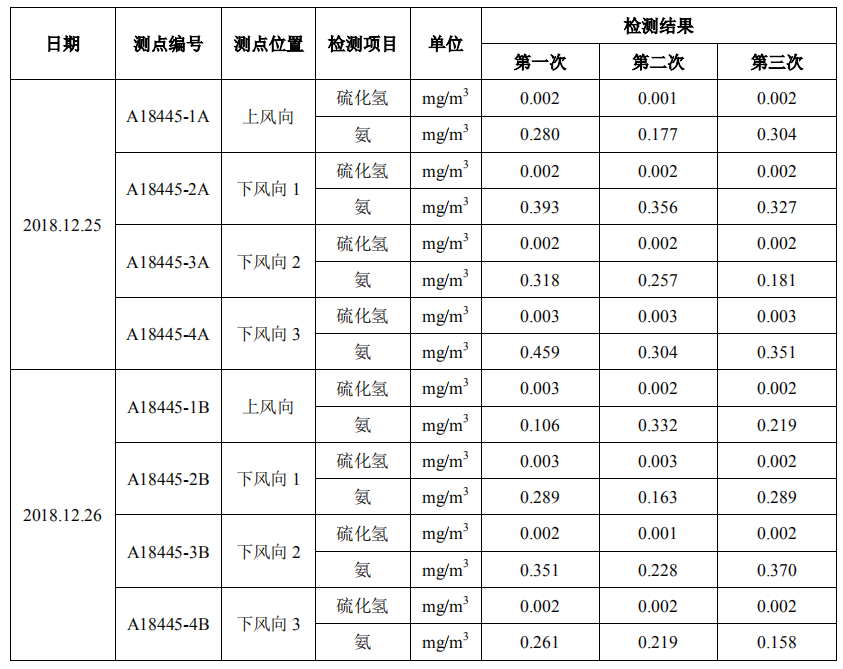 日期 测点编号 测点位置 检测项目 单位 检测结果
第一次 第二次 第三次
2018.12.25 A18445-1A 上风向 硫化氢 mg/m³ 0.002 0.001 0.002
氨 mg/m³ 0.280 0.177 0.304
A18445-2A 下风向 1 硫化氢 mg/m³ 0.002 0.002 0.002
氨 mg/m³ 0.393 0.356 0.327
A18445-3A 下风向 2 硫化氢 mg/m³ 0.002 0.002 0.002
氨 mg/m³ 0.318 0.257 0.181
A18445-4A 下风向 3 硫化氢 mg/m³ 0.003 0.003 0.003
氨 mg/m³ 0.459 0.304 0.351
2018.12.26 A18445-1B 上风向 硫化氢 mg/m³ 0.003 0.002 0.002
氨 mg/m³ 0.106 0.332 0.219
A18445-2B 下风向 1 硫化氢 mg/m³ 0.003 0.003 0.002
氨 mg/m³ 0.289 0.163 0.289
A18445-3B 下风向 2 硫化氢 mg/m³ 0.002 0.001 0.002
氨 mg/m³ 0.351 0.228 0.370
A18445-4B 下风向 3 硫化氢 mg/m³ 0.002 0.002 0.002
氨 mg/m³ 0.261 0.219 0.158